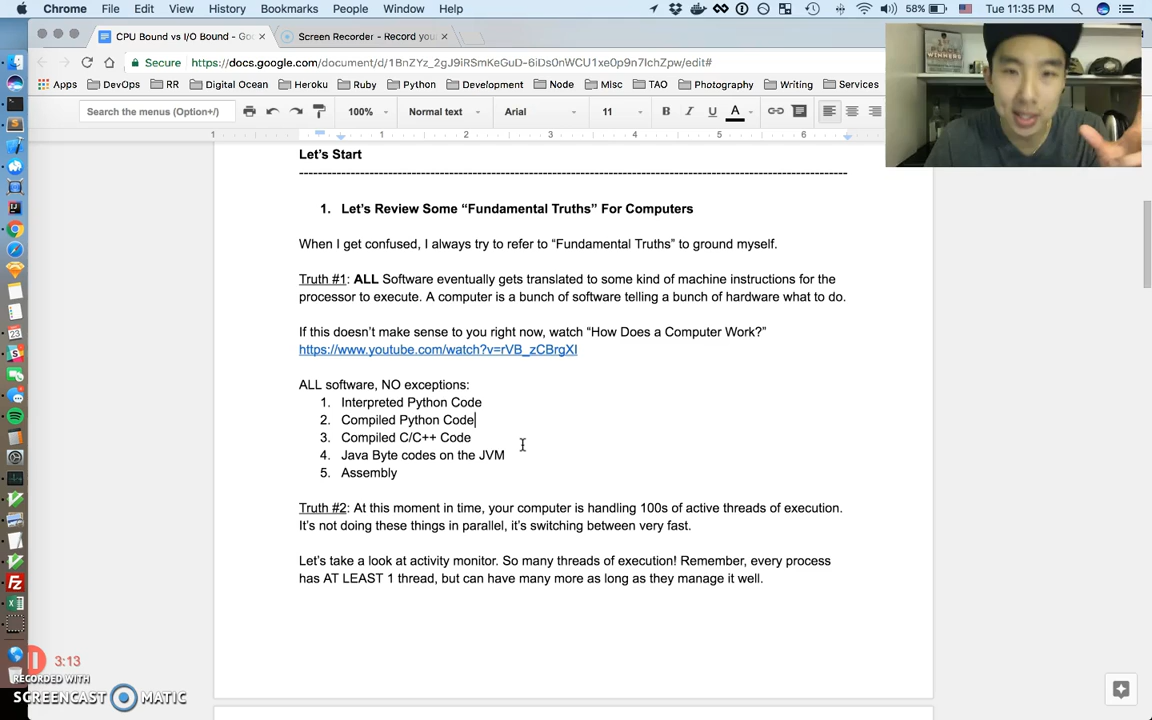 Chrome File Edit View History Bookmarks People Window Help 58% Tue 11:35 PM
CPU Bound vs I/O Bound - Goo Screen Recorder - Record you
Secure https://docs.google.com/document/d/
Apps DevOps RR Digital Ocean Heroku Ruby Python Development Node Misc TAO Photography Writing Services
Search the menus (Option+/) 100% Normal text Arial 11 B I U A
1 1 2 3 4 5 6
Let's Start
1. Let's Review Some “Fundamental Truths” For Computers
When I get confused, I always try to refer to “Fundamental Truths” to ground myself.
Truth #1: ALL Software eventually gets translated to some kind of machine instructions for the
processor to execute. A computer is a bunch of software telling a bunch of hardware what to do.
If this doesn't make sense to you right now, watch “How Does a Computer Work?”
https://www.youtube.com/watch?v=rVB_zCBrgXI
ALL software, NO exceptions:
1. Interpreted Python Code
2. Compiled Python Code
3. Compiled C/C++ Code
4. Java Byte codes on the JVM
5. Assembly
Truth #2: At this moment in time, your computer is handling 100s of active threads of execution.
It's not doing these things in parallel, it's switching between very fast.
Let's take a look at activity monitor. So many threads of execution! Remember, every process
has AT LEAST 1 thread, but can have many more as long as they manage it well.
3:13
RECORDED WITH
SCREENCAST MATIC